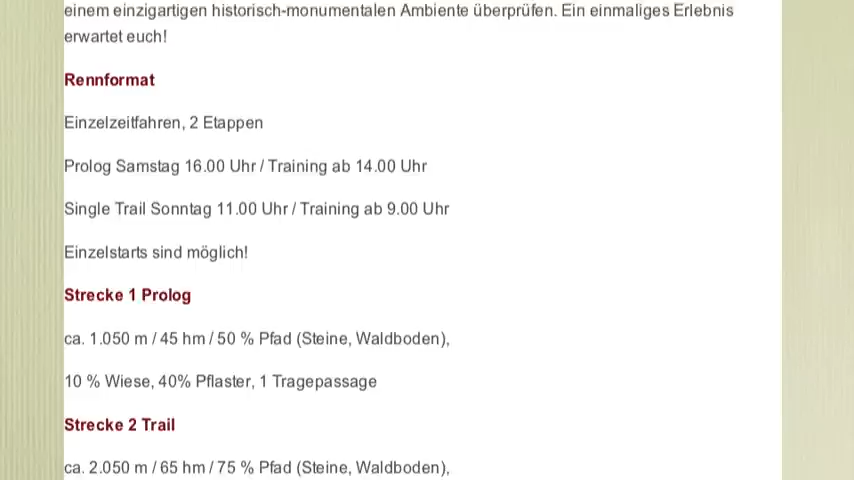 einem einzigartigen historisch-monumentalen Ambiente überprüfen. Ein einmaliges Erlebnis
erwartet euch!
Rennformat
Einzelzeitfahren, 2 Etappen
Prolog Samstag 16.00 Uhr / Training ab 14.00 Uhr
Single Trail Sonntag 11.00 Uhr / Training ab 9.00 Uhr
Einzelstarts sind möglich!
Strecke 1 Prolog
ca. 1.050 m / 45 hm / 50 % Pfad (Steine, Waldboden),
10 % Wiese, 40% Pflaster, 1 Tragepassage
Strecke 2 Trail
ca. 2.050 m / 65 hm / 75 % Pfad (Steine, Waldboden),